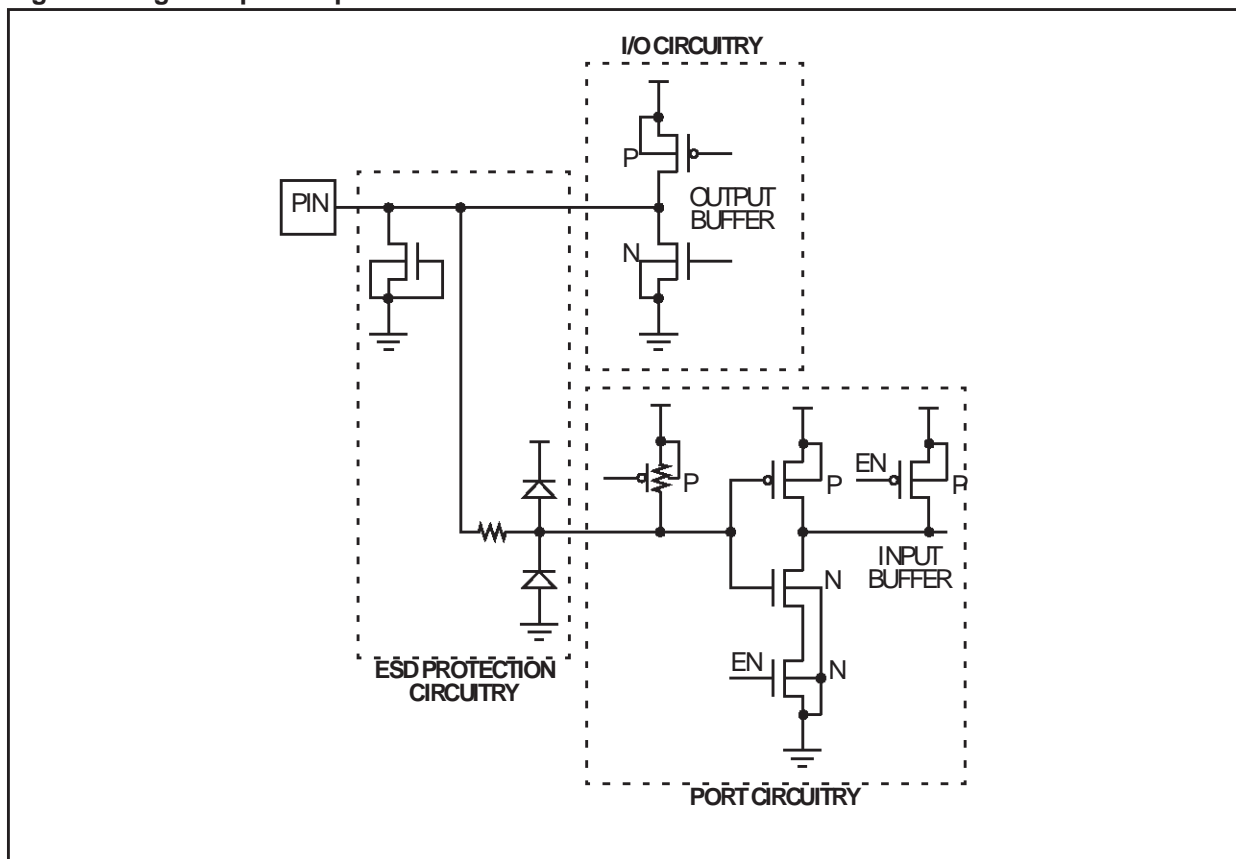 I/O CIRCUITRY
P
PIN
OUTPUT
BUFFER
N
EN
P
P
P
INPUT
BUFFER
N
EN
N
ESD PROTECTION
CIRCUITRY
PORT CIRCUITRY